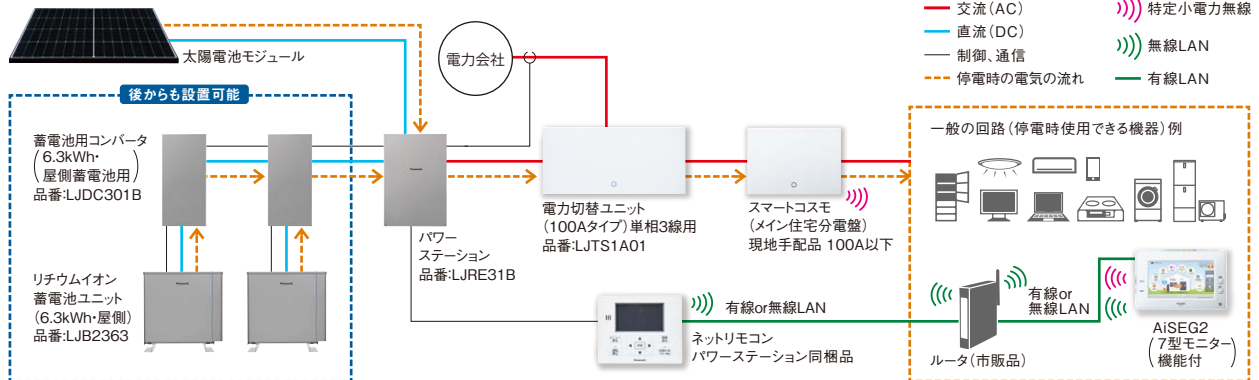 交流(AC)
直流(DC)
制御、通信
停電時の電気の流れ
特定小電力無線
無線LAN
有線LAN
太陽電池モジュール
電力会社
後からも設置可能
蓄電池用コンバータ
(6.3kWh・
屋側蓄電池用)
品番:LJDC301B
リチウムイオン
蓄電池ユニット
(6.3kWh・屋側)
品番:LJB2363
Panasonic
Panasonic
Panasonic
パワー
ステーション
品番:LJRE31B
電力切替ユニット
(100Aタイプ)単相3線用
品番:LJTS1A01
スマートコスモ
(メイン住宅分電盤)
現地手配品 100A以下
一般の回路(停電時使用できる機器)例
有線or無線LAN
ネットリモコン
パワーステーション同梱品
ルータ(市販品)
有線or
無線LAN
AiSEG2
(7型モニター
機能付)